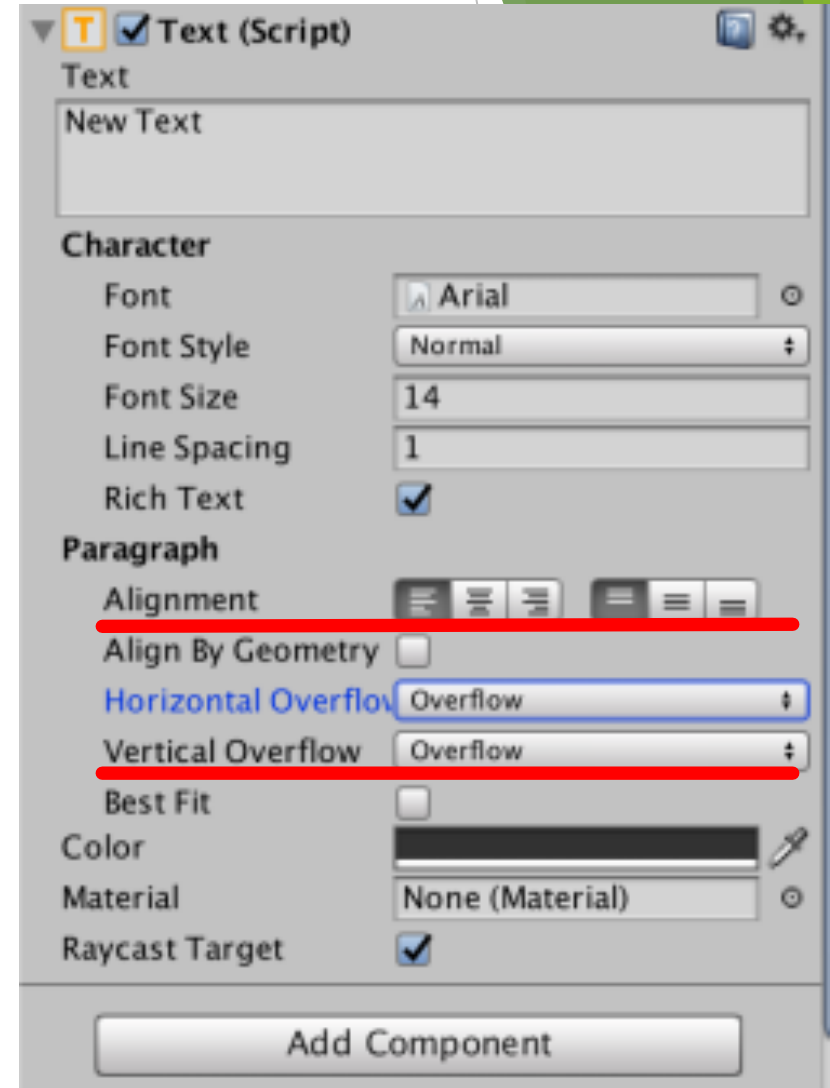 Text (Script)
Text
New Text
Character
Font Arial
Font Style Normal
Font Size 14
Line Spacing 1
Rich Text
Paragraph
Alignment
Align By Geometry
Horizontal Overflow Overflow
Vertical Overflow Overflow
Best Fit
Color
Material None (Material)
Raycast Target
Add Component